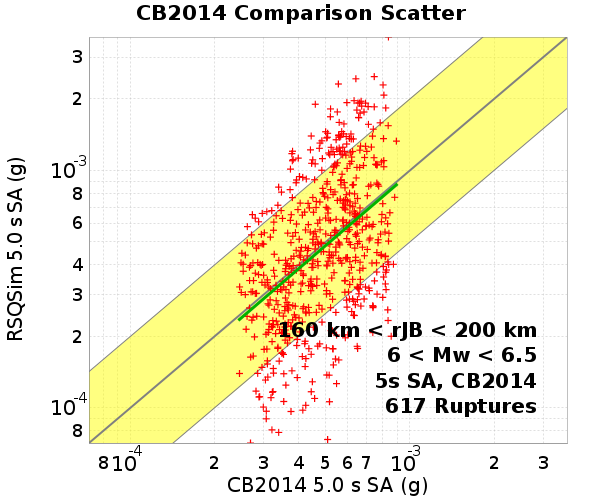 CB2014 Comparison Scatter
RSQSim 5.0 s SA (g)
3
2
10^-3
8
6
4
3
2
10^-4
8
160 km < rJB < 200 km
6 < Mw < 6.5
5s SA, CB2014
617 Ruptures
8 10^-4 2 3 4 5 6 7 10^-3 2 3
CB2014 5.0 s SA (g)